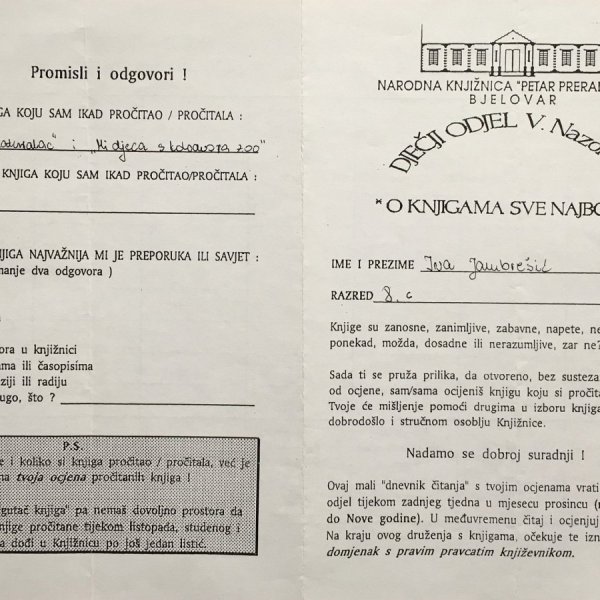 Promisli i odgovori !
GA KOJU SAM IKAD PROČITAO / PROČITALA :
" i „Mi djeca s kolodvora zoo"
KNJIGA KOJU SAM IKAD PROČITAO/PROČITALA :
JIGA NAJVAŽNIJA MI JE PREPORUKA ILI SAVJET :
manje dva odgovora )
ora u knjižnici
ama ili časopisima
ziji ili radiju
ugo, što ?
P.S.
e i koliko si knjiga pročitao / pročitala, već je
na tvoja ocjena pročitanih knjiga !
gutač knjiga" pa nemaš dovoljno prostora da
njige pročitane tijekom listopada, studenog i
a dođi u Knjižnicu po još jedan listić.
NARODNA KNJIŽNICA "PETAR PRERA
BJELOVAR
DJEČJI ODJEL V. Nazo
" O KNJIGAMA SVE NAJBO
IME I PREZIME Iva Jambrešić
RAZRED 8. c
Knjige su zanosne, zanimljive, zabavne, napete, ne
ponekad, možda, dosadne ili nerazumljive, zar ne?
Sada ti se pruža prilika, da otvoreno, bez susteza
od ocjene, sam/sama ocijeniš knjigu koju si pročita
Tvoje će mišljenje pomoći drugima u izboru knjiga
dobrodošlo i stručnom osoblju Knjižnice.
Nadamo se dobroj suradnji !
Ovaj mali "dnevnik čitanja" s tvojim ocjenama vrati
odjel tijekom zadnjeg tjedna u mjesecu prosincu (
do Nove godine). U međuvremenu čitaj i ocjenjuj
Na kraju ovog druženja s knjigama, očekuje te izn
domjenak s pravim pravcatim književnikom.